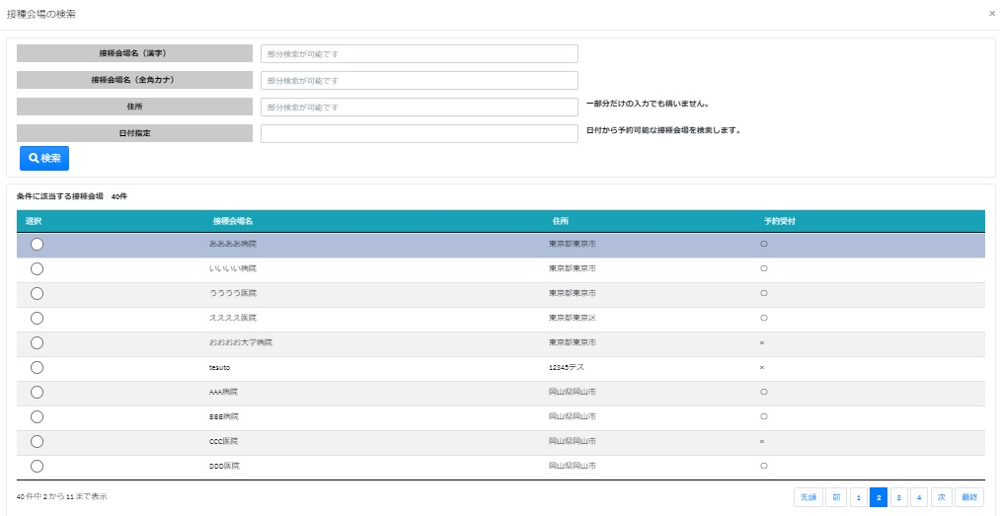 接種会場の検索 ×
接種会場名（漢字） 部分検索が可能です
接種会場名（全角カナ） 部分検索が可能です
住所 部分検索が可能です 一部分だけの入力でも構いません。
日付指定 日付から予約可能な接種会場を検索します。
検索
条件に該当する接種会場 40件
選択 接種会場名 住所 予約受付
ああああ病院 東京都東京市 〇
いいいい病院 東京都東京市 〇
うううう医院 東京都東京市 〇
ええええ医院 東京都東京区 〇
おおおお大学病院 東京都東京市 ×
tesuto 12345テス ×
AAA病院 岡山県岡山市 〇
BBB病院 岡山県岡山市 〇
CCC医院 岡山県岡山市 ×
DDD医院 岡山県岡山市 〇
40 件中 2 から 11 まで表示 先頭 前 1 2 3 4 次 最終